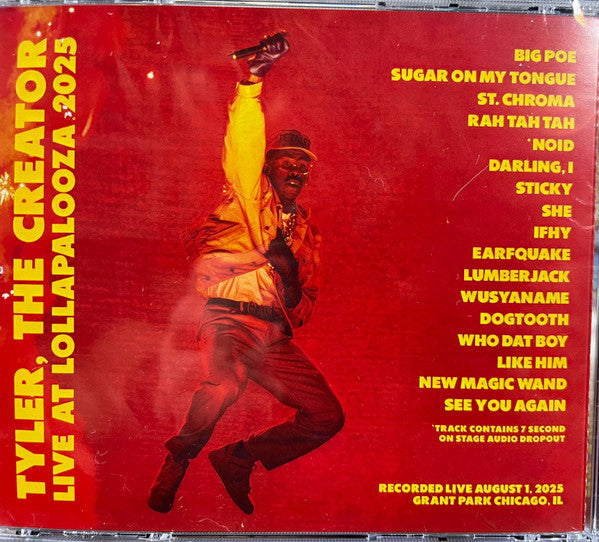 TYLER, THE CREATOR
LIVE AT LOLLAPALOOZA 2025
BIG POE
SUGAR ON MY TONGUE
ST. CHROMA
RAH TAH TAH
*NOID
DARLING, I
STICKY
SHE
IFHY
EARFQUAKE
LUMBERJACK
WUSYANAME
DOGTOOTH
WHO DAT BOY
LIKE HIM
NEW MAGIC WAND
SEE YOU AGAIN
*TRACK CONTAINS 7 SECOND
ON STAGE AUDIO DROPOUT
RECORDED LIVE AUGUST 1, 2025
GRANT PARK CHICAGO, IL